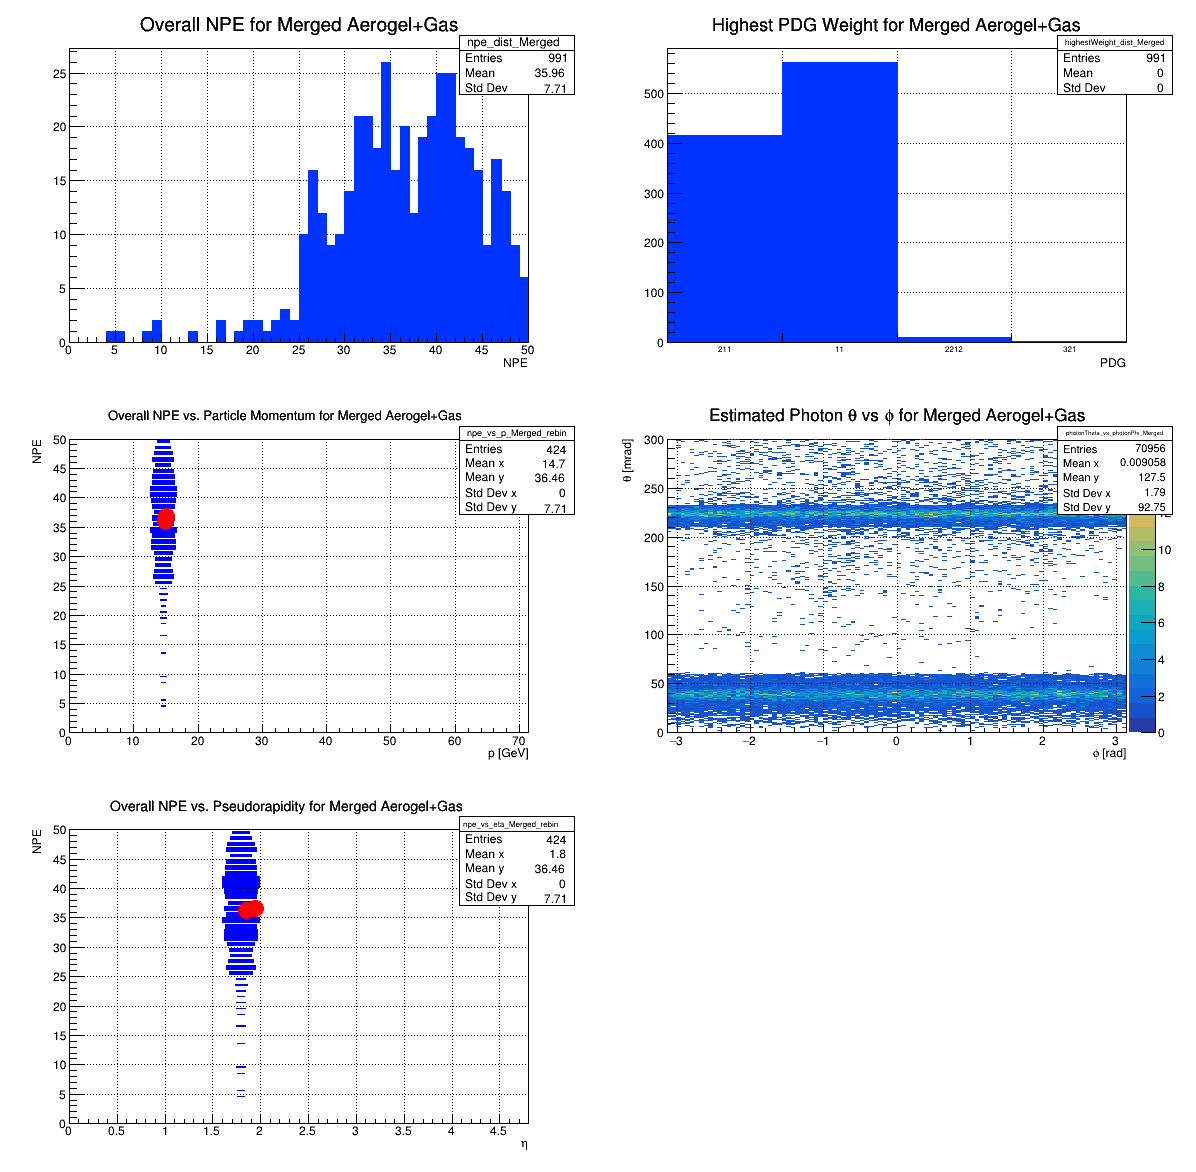 Overall NPE for Merged Aerogel+Gas
npe_dist_Merged
Entries 991
Mean 35.96
Std Dev 7.71
25
20
15
10
5
0
0 5 10 15 20 25 30 35 40 45 50
NPE
Highest PDG Weight for Merged Aerogel+Gas
highestWeight_dist_Merged
Entries 991
Mean 0
Std Dev 0
500
400
300
200
100
0
211 11 2212 321
PDG
Overall NPE vs. Particle Momentum for Merged Aerogel+Gas
NPE
npe_vs_p_Merged_rebin
Entries 424
Mean x 14.7
Mean y 36.46
Std Dev x 0
Std Dev y 7.71
50
45
40
35
30
25
20
15
10
5
0
0 10 20 30 40 50 60 70
p [GeV]
Estimated Photon θ vs ϕ for Merged Aerogel+Gas
θ [mrad]
photonTheta_vs_photonPhi_Merged
Entries 70956
Mean x 0.009058
Mean y 127.5
Std Dev x 1.79
Std Dev y 92.75
300
250
200
150
100
50
0
−3 −2 −1 0 1 2 3
ϕ [rad]
10
8
6
4
2
0
Overall NPE vs. Pseudorapidity for Merged Aerogel+Gas
NPE
npe_vs_eta_Merged_rebin
Entries 424
Mean x 1.8
Mean y 36.46
Std Dev x 0
Std Dev y 7.71
50
45
40
35
30
25
20
15
10
5
0
0 0.5 1 1.5 2 2.5 3 3.5 4 4.5
η